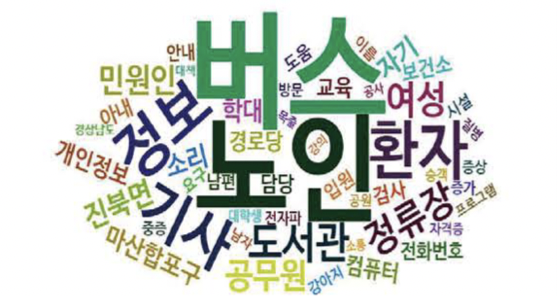 버스
노인
정보
기사
환자
여성
정류장
도서관
공무원
민원인
안내
대책
도움
이름
자기
보건소
방문
교육
공사
시설
질병
아내
학대
욕설
경상남도
경로당
강의
개인정보
소리
요구
남편
담당
입원
검사
승객
증상
증가
프로그램
공원
진북면
중증
대학생
전자파
남자
소통
자격증
마산합포구
강아지
컴퓨터
전화번호